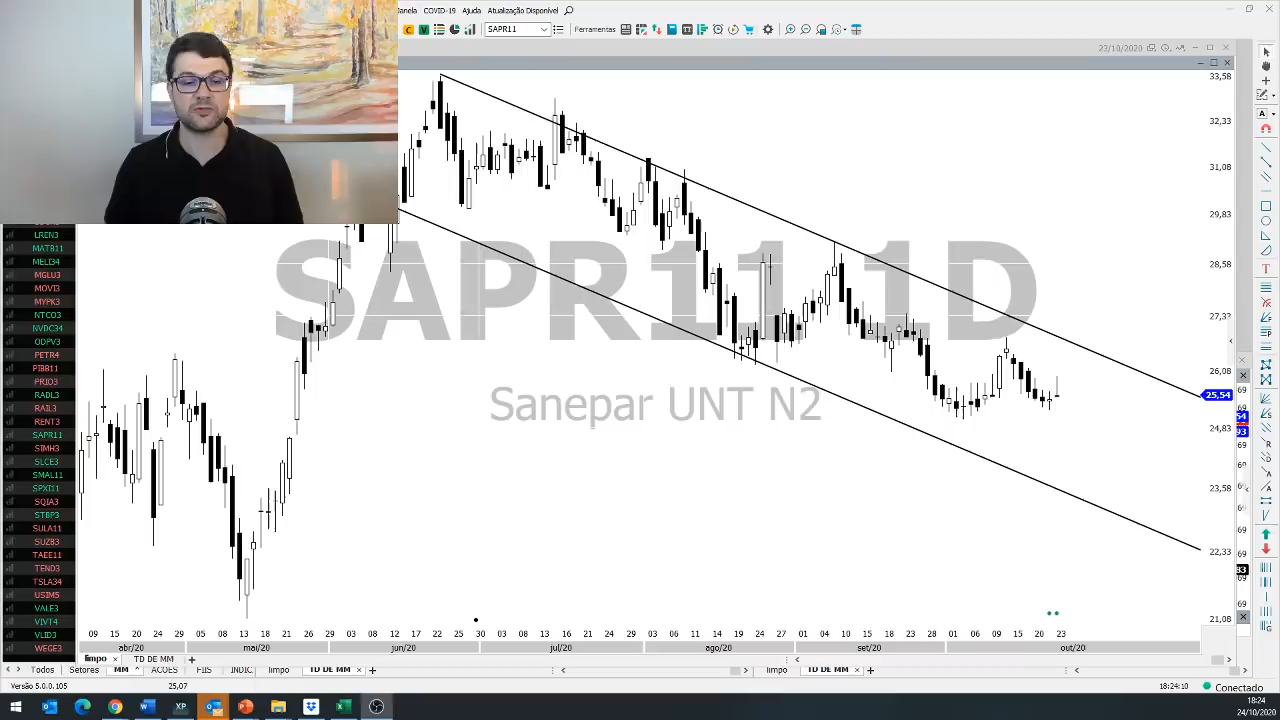 Janela COVID-19 Ajuda Atualização Disponível
C V SAPR11 Ferramentas
23/10/2020
LREN3
MATB11
MELI34
MGLU3
MOVI3
MYPK3
NTCO3
NVDC34
ODPV3
PETR4
PIBB11
PRIO3
RADL3
RAIL3
RENT3
SAPR11
SIMH3
SLCE3
SMAL11
SPXI11
SQIA3
STBP3
SULA11
SUZB3
TAEE11
TEND3
TSLA34
USIM5
VALE3
VIVT4
VLID3
WEGE3
SAPR11 1D
Sanepar UNT N2
33,58
32,33
31,08
29,83
28,58
27,33
26,08
25,54
24,83
23,58
22,33
21,08
09 15 20 24 29 05 08 13 18 21 26 29 03 08 12 17 22 25 30 03 08 13 16 21 24 29 03 06 11 14 19 24 27 01 04 10 15 18 23 28 01 06 09 15 20 23
abr/20 mai/20 jun/20 jul/20 ago/20 set/20 out/20
limpo TD DE MM
Todos Setores MM ACOES FIIS INDIC limpo TD DE MM limpo TD DE MM
Versão 5.0.0.105 25,07 18:24:10 Conectado
18:24
24/10/2020